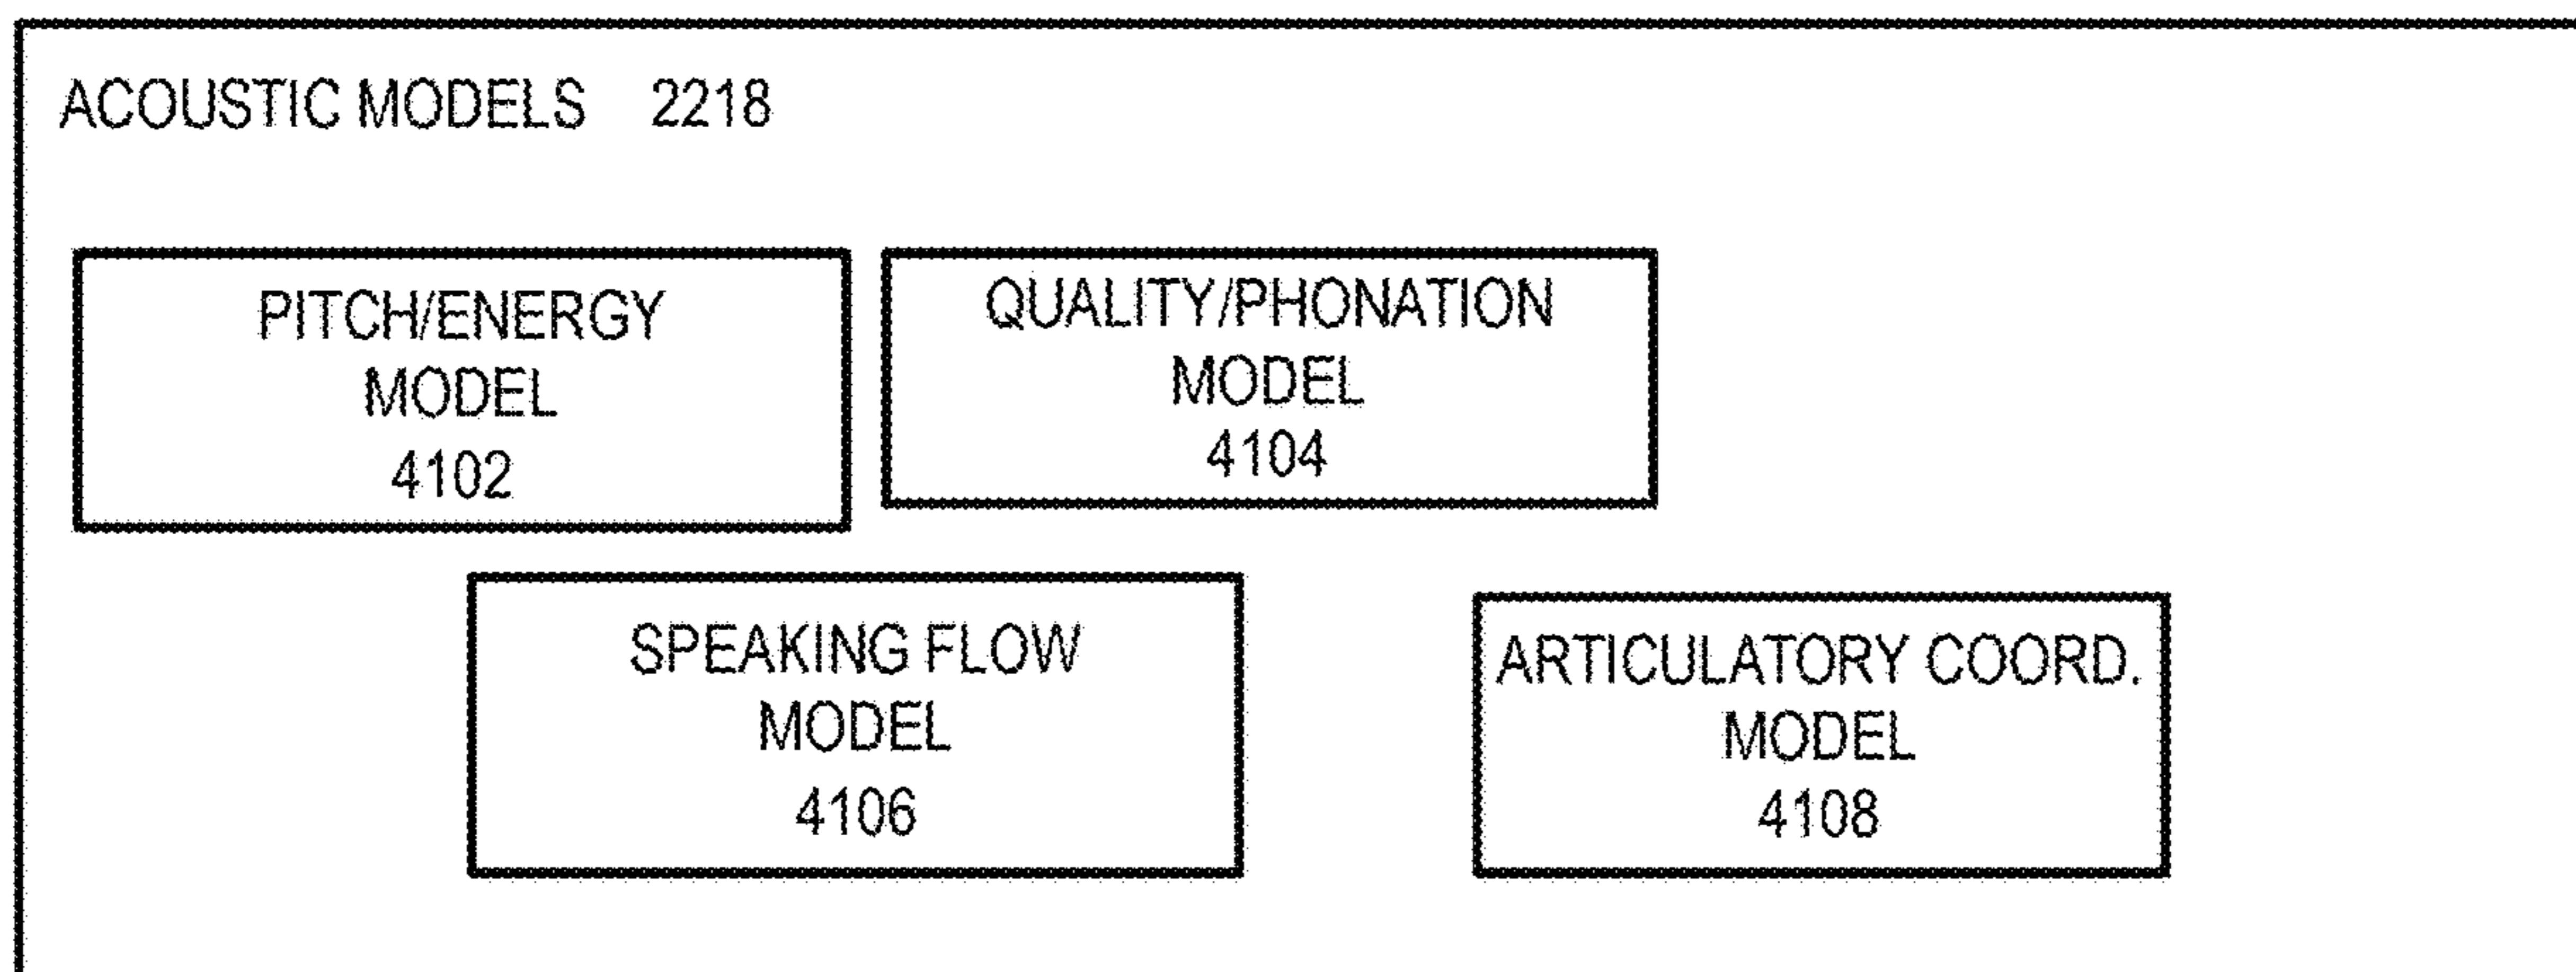 ACOUSTIC MODELS 2218
PITCH/ENERGY
MODEL
4102
QUALITY/PHONATION
MODEL
4104
SPEAKING FLOW
MODEL
4106
ARTICULATORY COORD.
MODEL
4108